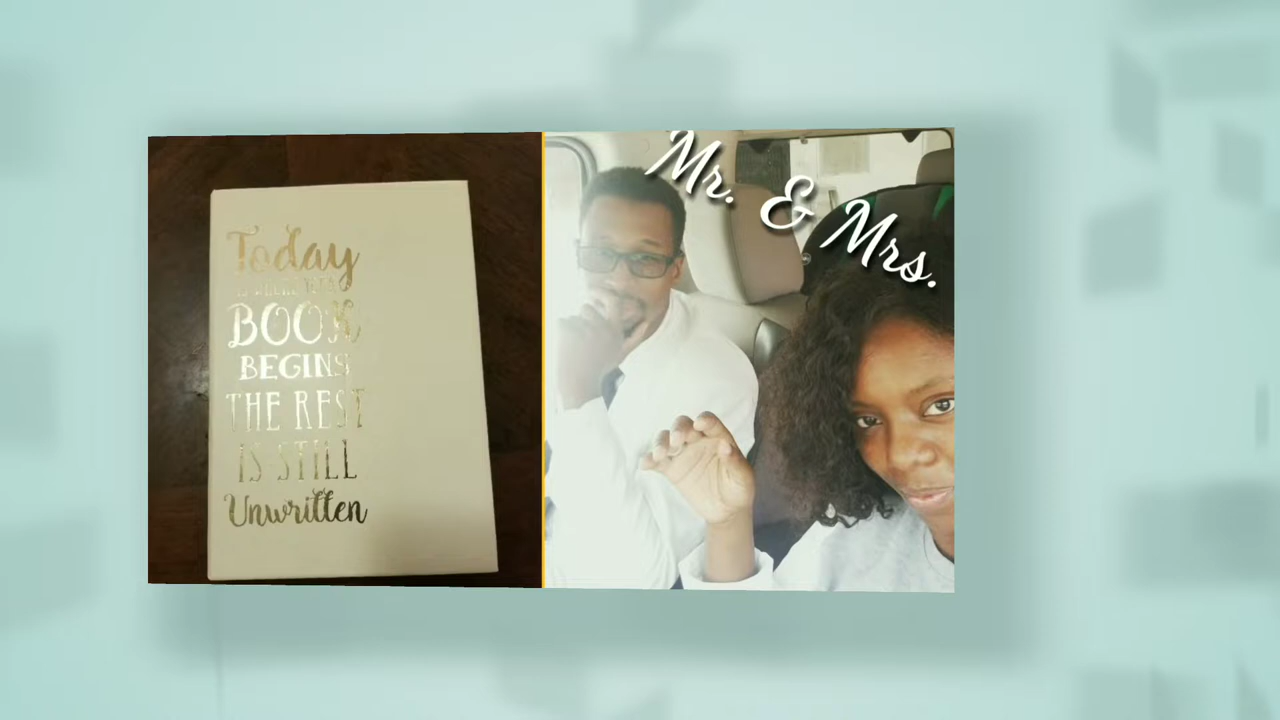 Today
BOOK
BEGINS
THE REST
IS STILL
Unwritten
Mr. & Mrs.